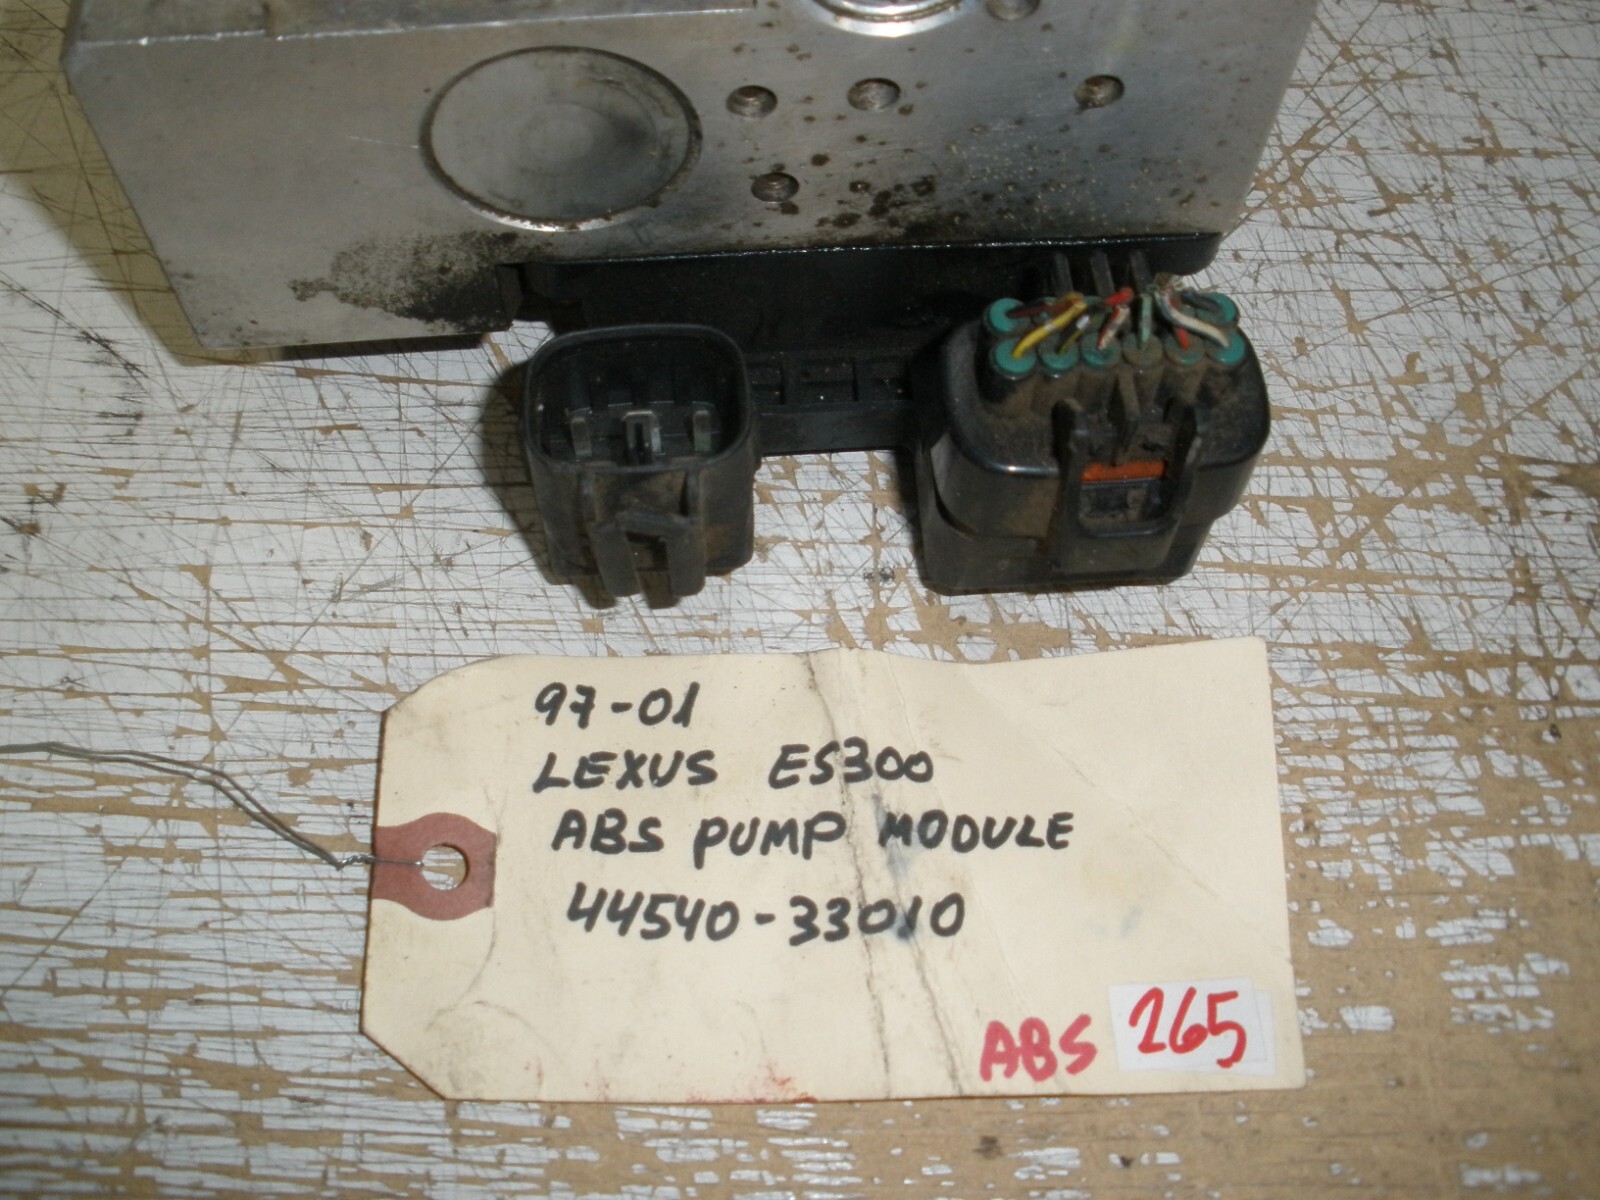 97-01
LEXUS ES300
ABS PUMP MODULE
44540-33010
ABS 265